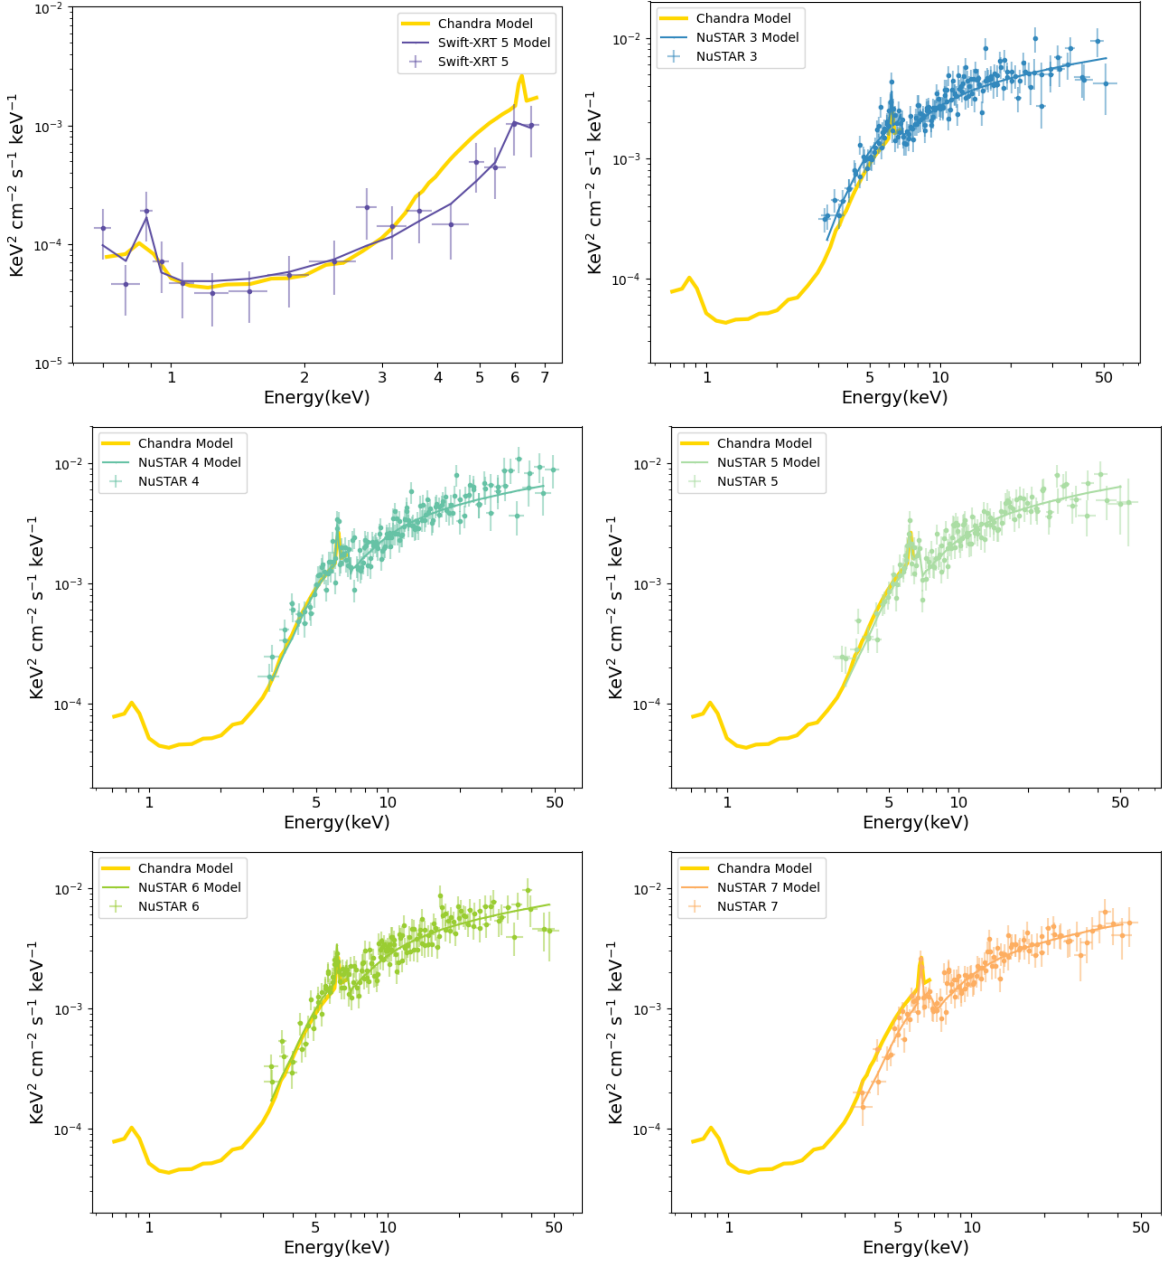 10⁻²
10⁻³
10⁻⁴
10⁻⁵
KeV² cm⁻² s⁻¹ keV⁻¹
Chandra Model
Swift-XRT 5 Model
Swift-XRT 5
1
2
3
4
5
6
7
Energy(keV)
10⁻²
10⁻³
10⁻⁴
KeV² cm⁻² s⁻¹ keV⁻¹
Chandra Model
NuSTAR 3 Model
NuSTAR 3
1
5
10
50
Energy(keV)
10⁻²
10⁻³
10⁻⁴
KeV² cm⁻² s⁻¹ keV⁻¹
Chandra Model
NuSTAR 4 Model
NuSTAR 4
1
5
10
50
Energy(keV)
10⁻²
10⁻³
10⁻⁴
KeV² cm⁻² s⁻¹ keV⁻¹
Chandra Model
NuSTAR 5 Model
NuSTAR 5
1
5
10
50
Energy(keV)
10⁻²
10⁻³
10⁻⁴
KeV² cm⁻² s⁻¹ keV⁻¹
Chandra Model
NuSTAR 6 Model
NuSTAR 6
1
5
10
50
Energy(keV)
10⁻²
10⁻³
10⁻⁴
KeV² cm⁻² s⁻¹ keV⁻¹
Chandra Model
NuSTAR 7 Model
NuSTAR 7
1
5
10
50
Energy(keV)